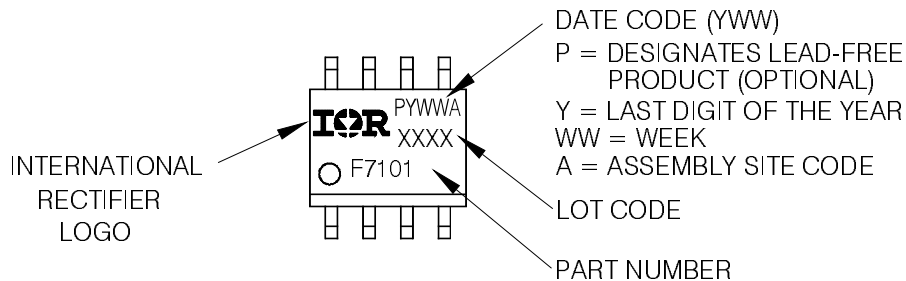 DATE CODE (YWW)
P = DESIGNATES LEAD-FREE
PRODUCT (OPTIONAL)
Y = LAST DIGIT OF THE YEAR
WW = WEEK
A = ASSEMBLY SITE CODE
LOT CODE
PART NUMBER
INTERNATIONAL
RECTIFIER
LOGO
IOR
PYWWA
XXXX
F7101